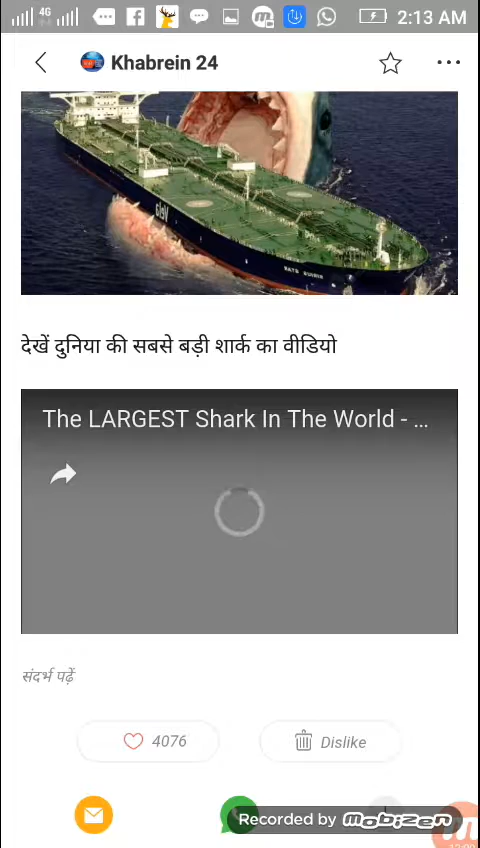 4G
2:13 AM
Khabrein 24
देखें दुनिया की सबसे बड़ी शार्क का वीडियो
The LARGEST Shark In The World - ...
संदर्भ पढ़ें
4076
Dislike
Recorded by mobizen